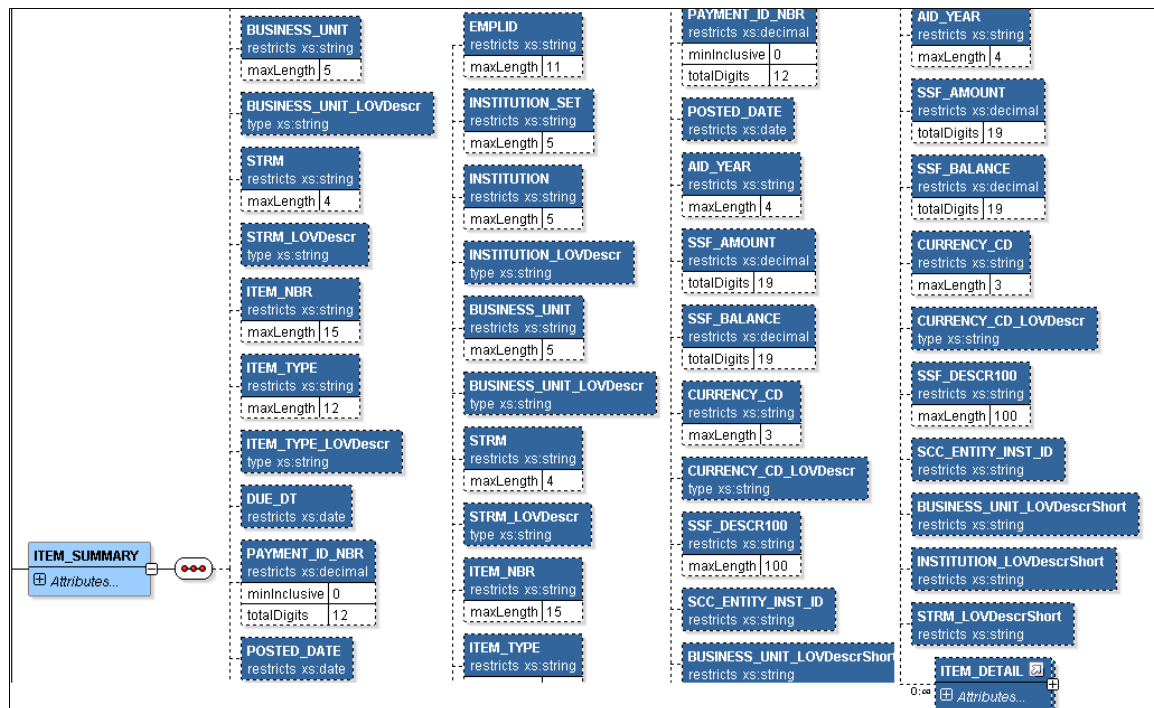 BUSINESS_UNIT
restricts xs:string
maxLength 5
BUSINESS_UNIT_LOVDescr
type xs:string
STRM
restricts xs:string
maxLength 4
STRM_LOVDescr
type xs:string
ITEM_NBR
restricts xs:string
maxLength 15
ITEM_TYPE
restricts xs:string
maxLength 12
ITEM_TYPE_LOVDescr
type xs:string
DUE_DT
restricts xs:date
ITEM_SUMMARY
Attributes...
PAYMENT_ID_NBR
restricts xs:decimal
minInclusive 0
totalDigits 12
POSTED_DATE
restricts xs:date
EMPLID
restricts xs:string
maxLength 11
INSTITUTION_SET
restricts xs:string
maxLength 5
INSTITUTION
restricts xs:string
maxLength 5
INSTITUTION_LOVDescr
type xs:string
BUSINESS_UNIT
restricts xs:string
maxLength 5
BUSINESS_UNIT_LOVDescr
type xs:string
STRM
restricts xs:string
maxLength 4
STRM_LOVDescr
type xs:string
ITEM_NBR
restricts xs:string
maxLength 15
ITEM_TYPE
restricts xs:string
PAYMENT_ID_NBR
restricts xs:decimal
minInclusive 0
totalDigits 12
POSTED_DATE
restricts xs:date
AID_YEAR
restricts xs:string
maxLength 4
SSF_AMOUNT
restricts xs:decimal
totalDigits 19
SSF_BALANCE
restricts xs:decimal
totalDigits 19
CURRENCY_CD
restricts xs:string
maxLength 3
CURRENCY_CD_LOVDescr
type xs:string
SSF_DESCR100
restricts xs:string
maxLength 100
SCC_ENTITY_INST_ID
restricts xs:string
BUSINESS_UNIT_LOVDescrShort
restricts xs:string
AID_YEAR
restricts xs:string
maxLength 4
SSF_AMOUNT
restricts xs:decimal
totalDigits 19
SSF_BALANCE
restricts xs:decimal
totalDigits 19
CURRENCY_CD
restricts xs:string
maxLength 3
CURRENCY_CD_LOVDescr
type xs:string
SSF_DESCR100
restricts xs:string
maxLength 100
SCC_ENTITY_INST_ID
restricts xs:string
BUSINESS_UNIT_LOVDescrShort
restricts xs:string
INSTITUTION_LOVDescrShort
restricts xs:string
STRM_LOVDescrShort
restricts xs:string
ITEM_DETAIL
0:∞
Attributes...